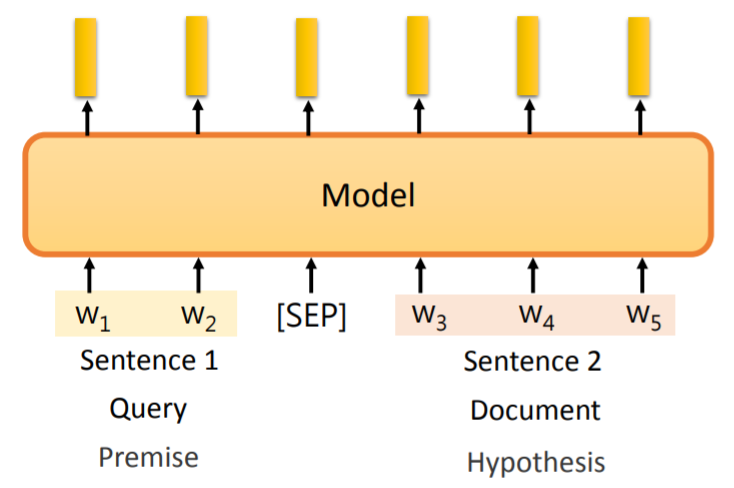 Model
w₁ w₂ [SEP] w₃ w₄ w₅
Sentence 1 Sentence 2
Query Document
Premise Hypothesis